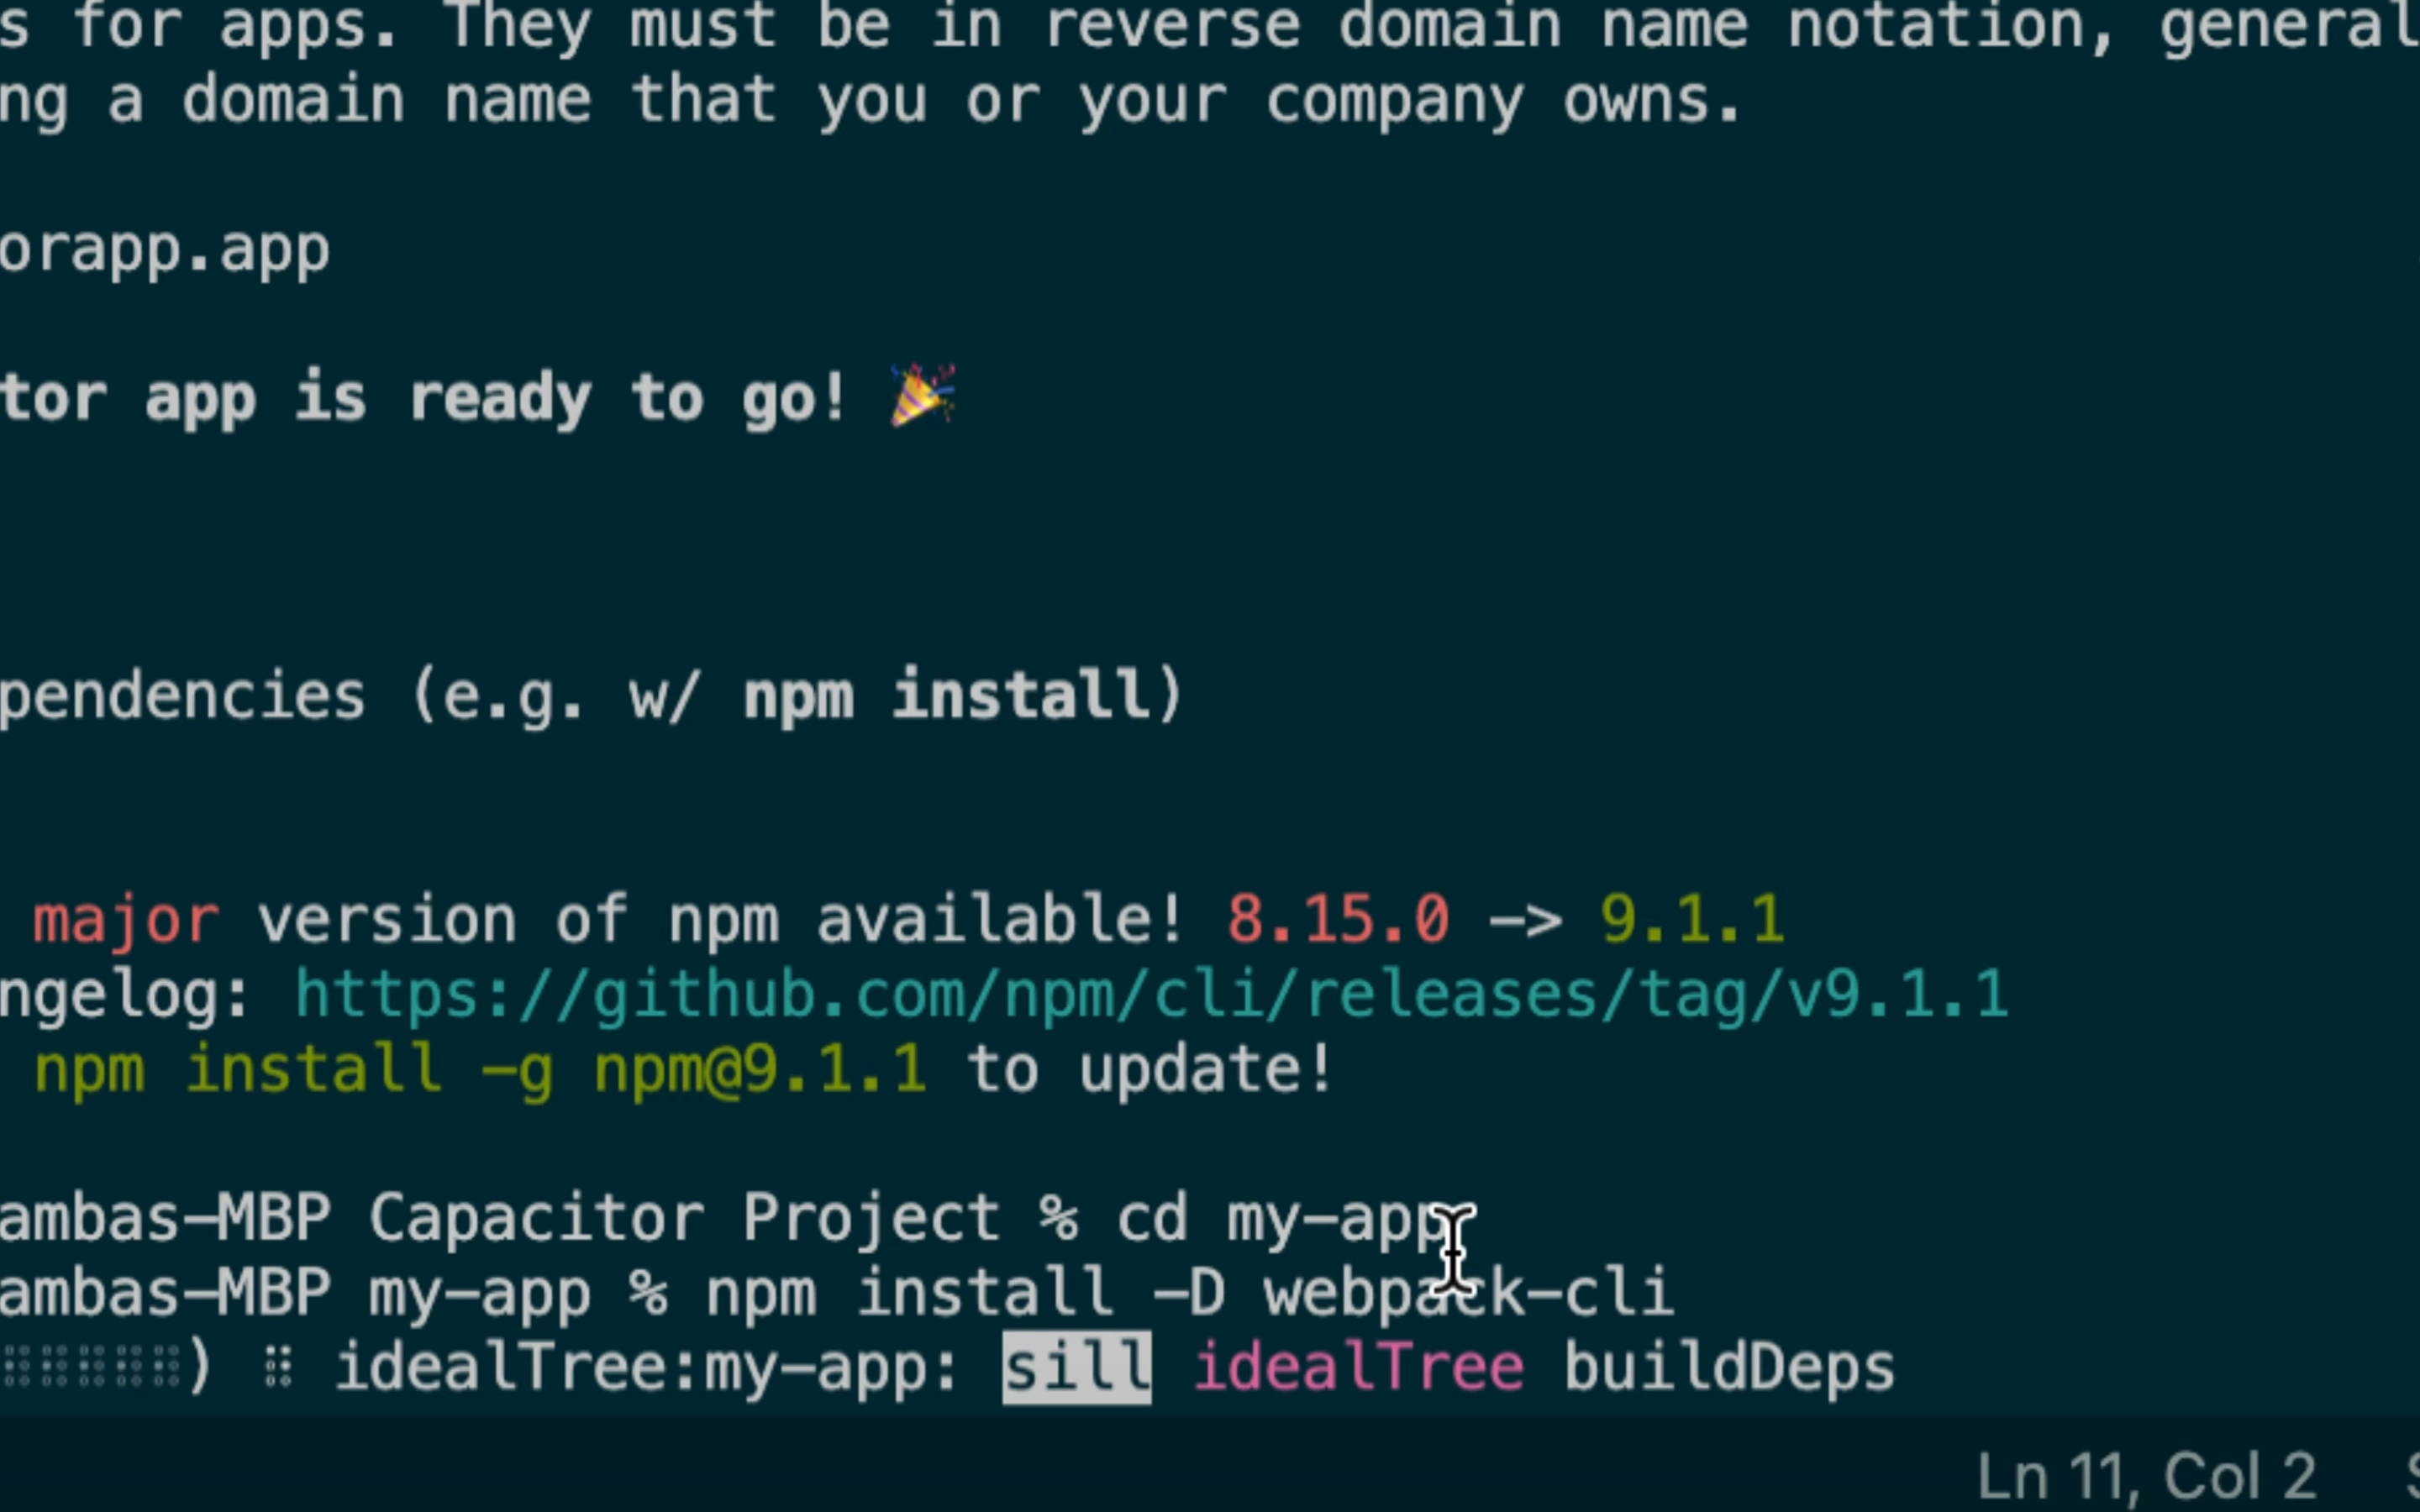 s for apps. They must be in reverse domain name notation, general
ng a domain name that you or your company owns.
orapp.app
tor app is ready to go! 🎉
pendencies (e.g. w/ npm install)
major version of npm available! 8.15.0 -> 9.1.1
ngelog: https://github.com/npm/cli/releases/tag/v9.1.1
npm install -g npm@9.1.1 to update!
ambas-MBP Capacitor Project % cd my-app
ambas-MBP my-app % npm install -D webpack-cli
⠂⠂⠂⠂⠂) ⠇ idealTree:my-app: sill idealTree buildDeps
Ln 11, Col 2